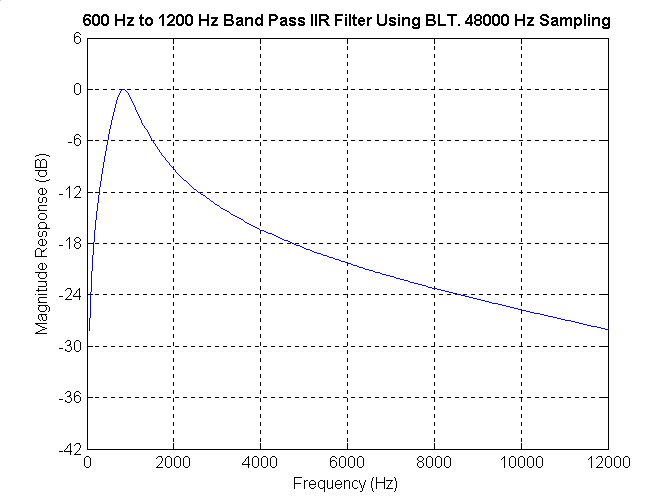 600 Hz to 1200 Hz Band Pass IIR Filter Using BLT. 48000 Hz Sampling
6
0
-6
-12
-18
-24
-30
-36
-42
Magnitude Response (dB)
0 2000 4000 6000 8000 10000 12000
Frequency (Hz)